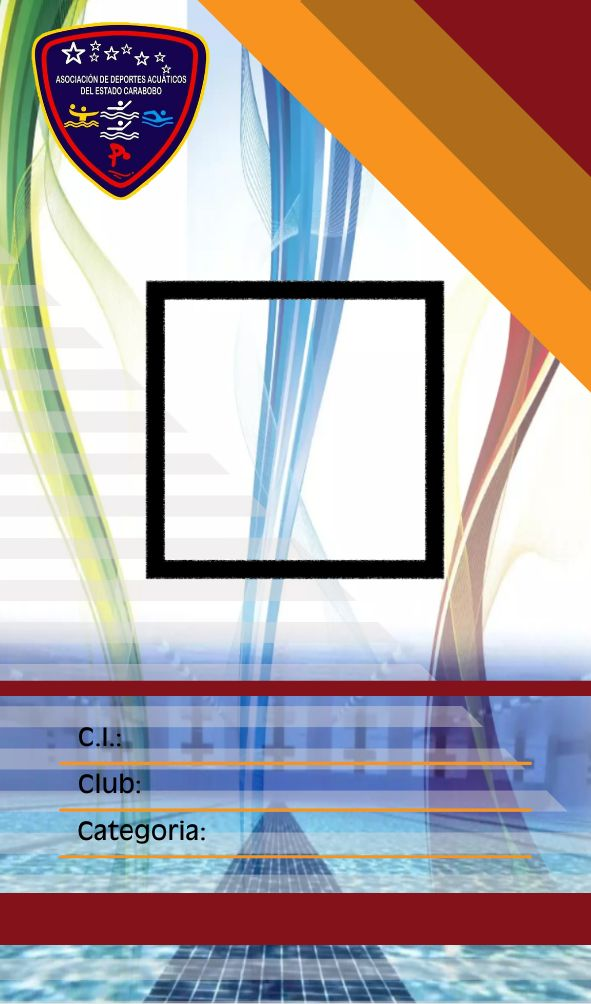 ASOCIACIÓN DE DEPORTES ACUÁTICOS
DEL ESTADO CARABOBO
C.I.:
Club:
Categoria: